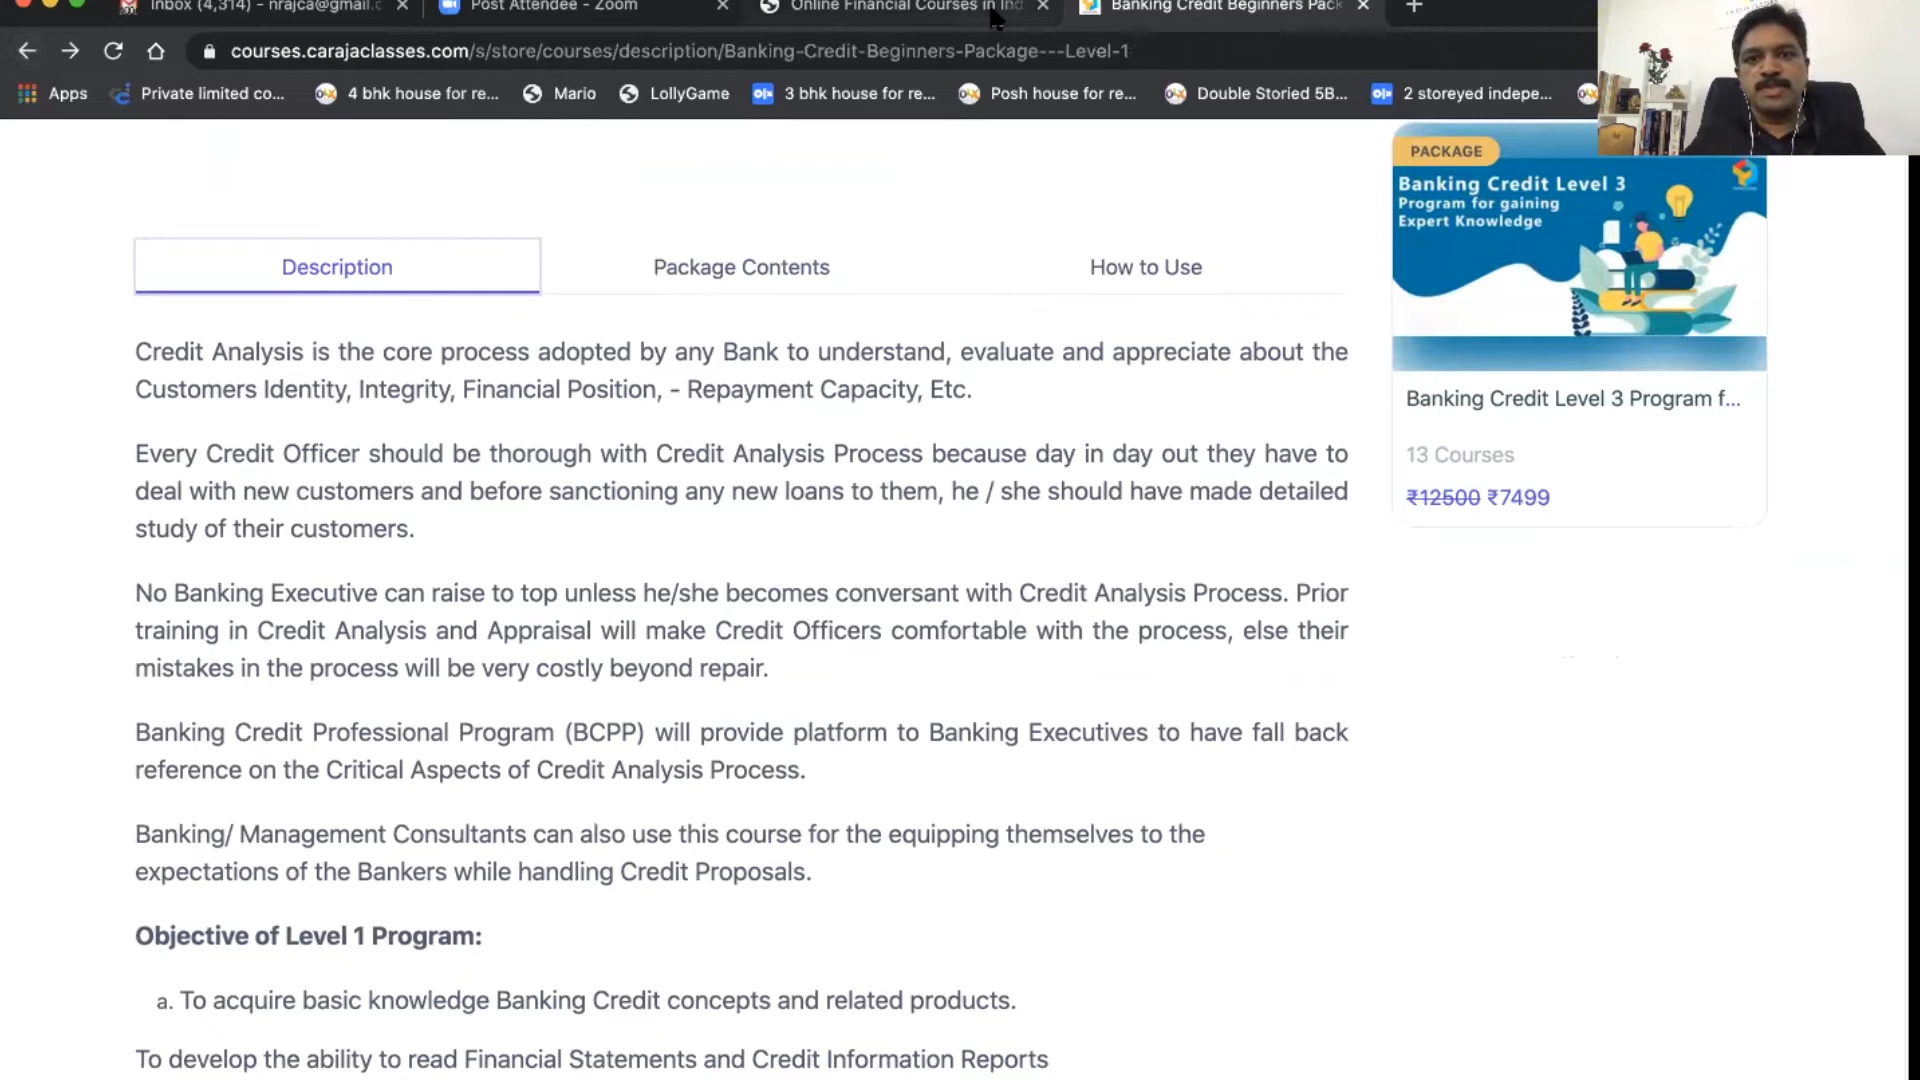 Inbox (4,314) - nrajca@gmail.c
Post Attendee - Zoom
Online Financial Courses in Ind
Banking Credit Beginners Pack
courses.carajaclasses.com/s/store/courses/description/Banking-Credit-Beginners-Package---Level-1
Apps
Private limited co...
4 bhk house for re...
Mario
LollyGame
3 bhk house for re...
Posh house for re...
Double Storied 5B...
2 storeyed indepe...
PACKAGE
Banking Credit Level 3
Program for gaining
Expert Knowledge
Banking Credit Level 3 Program f...
13 Courses
₹12500 ₹7499
Description
Package Contents
How to Use
Credit Analysis is the core process adopted by any Bank to understand, evaluate and appreciate about the
Customers Identity, Integrity, Financial Position, - Repayment Capacity, Etc.
Every Credit Officer should be thorough with Credit Analysis Process because day in day out they have to
deal with new customers and before sanctioning any new loans to them, he / she should have made detailed
study of their customers.
No Banking Executive can raise to top unless he/she becomes conversant with Credit Analysis Process. Prior
training in Credit Analysis and Appraisal will make Credit Officers comfortable with the process, else their
mistakes in the process will be very costly beyond repair.
Banking Credit Professional Program (BCPP) will provide platform to Banking Executives to have fall back
reference on the Critical Aspects of Credit Analysis Process.
Banking/ Management Consultants can also use this course for the equipping themselves to the
expectations of the Bankers while handling Credit Proposals.
Objective of Level 1 Program:
a. To acquire basic knowledge Banking Credit concepts and related products.
To develop the ability to read Financial Statements and Credit Information Reports